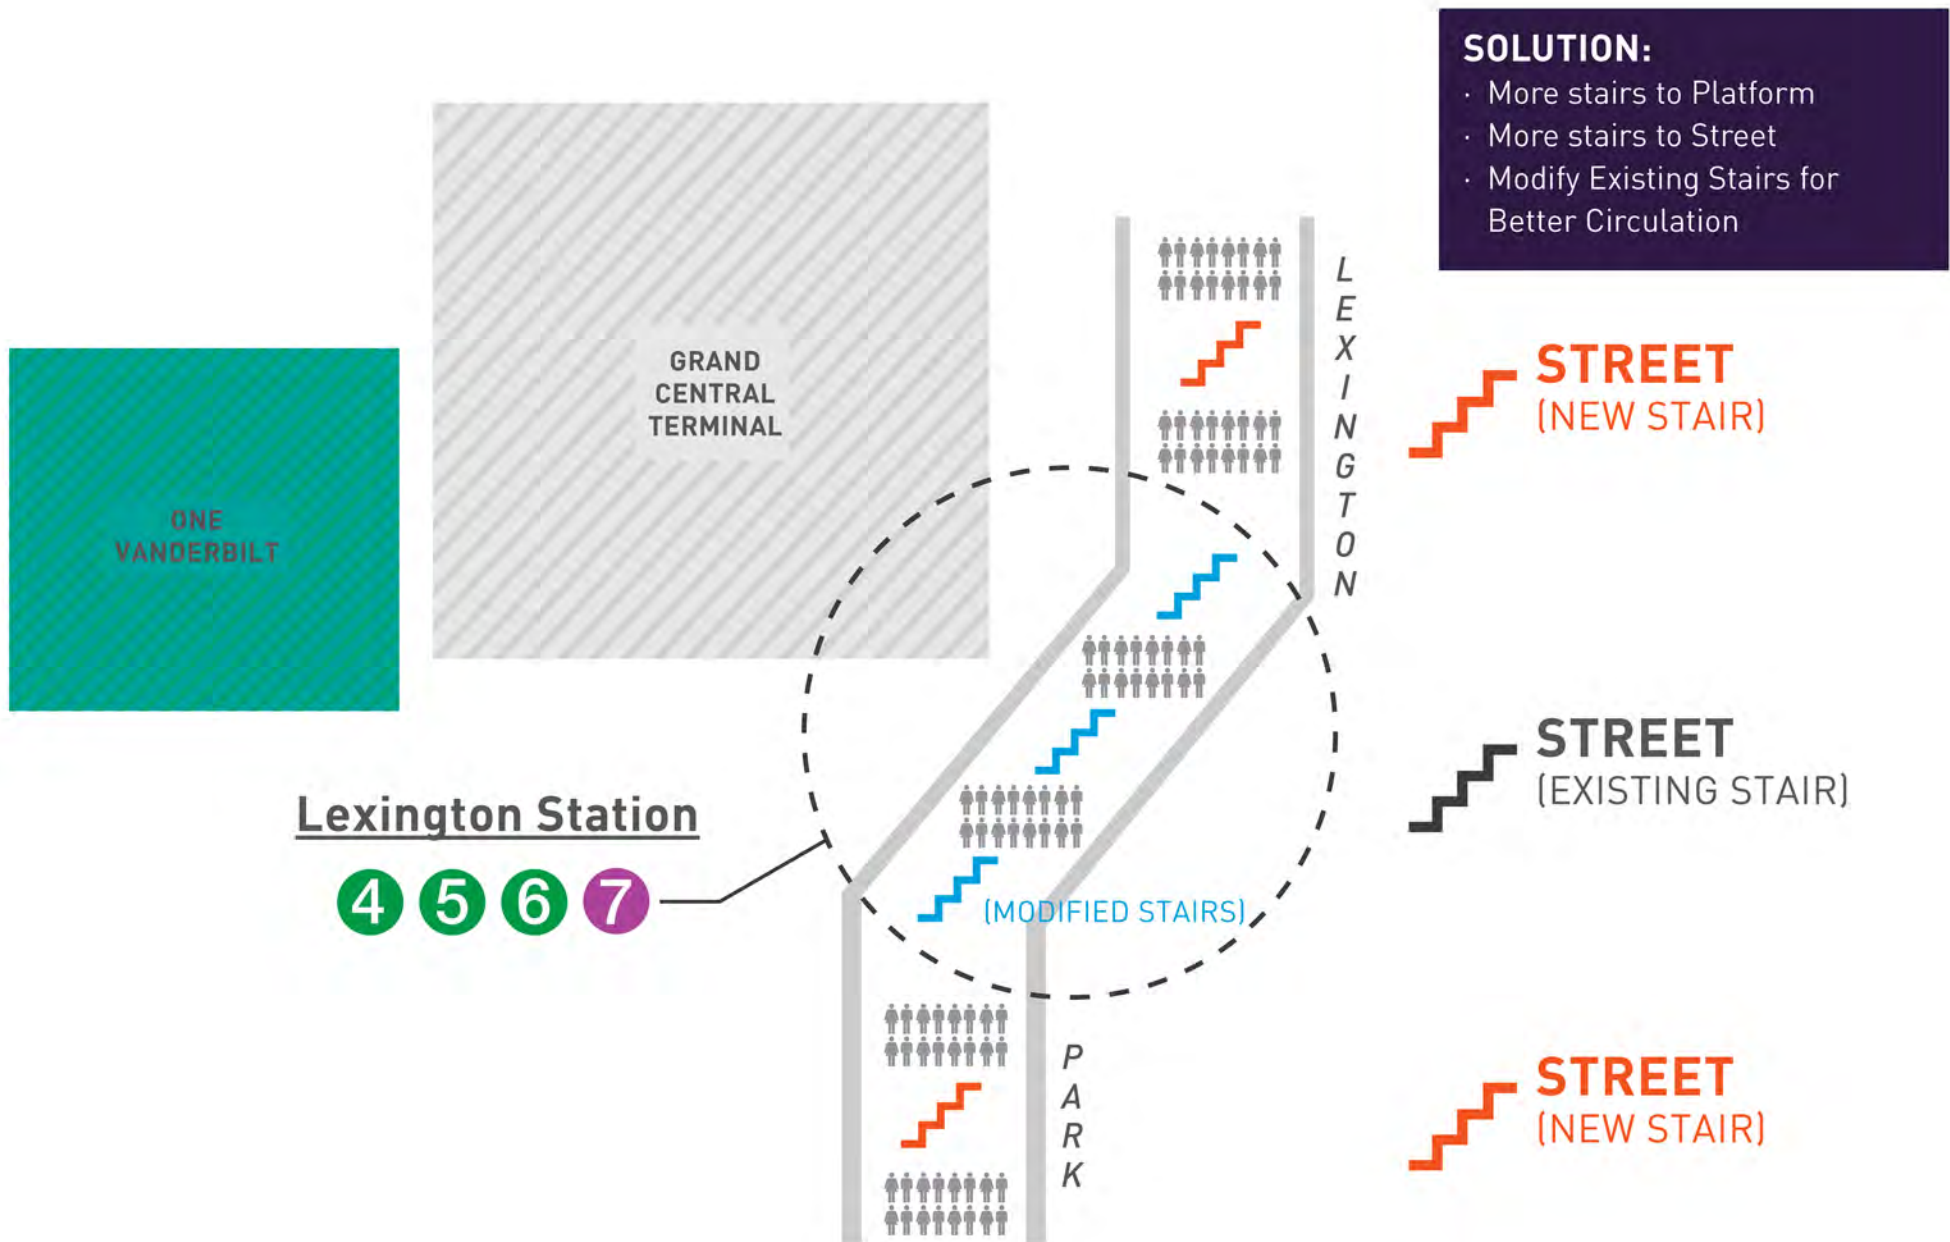 SOLUTION:
· More stairs to Platform
· More stairs to Street
· Modify Existing Stairs for
Better Circulation
GRAND
CENTRAL
TERMINAL
LEXINGTON
STREET
(NEW STAIR)
ONE
VANDERBILT
STREET
(EXISTING STAIR)
Lexington Station
4 5 6 7
(MODIFIED STAIRS)
PARK
STREET
(NEW STAIR)